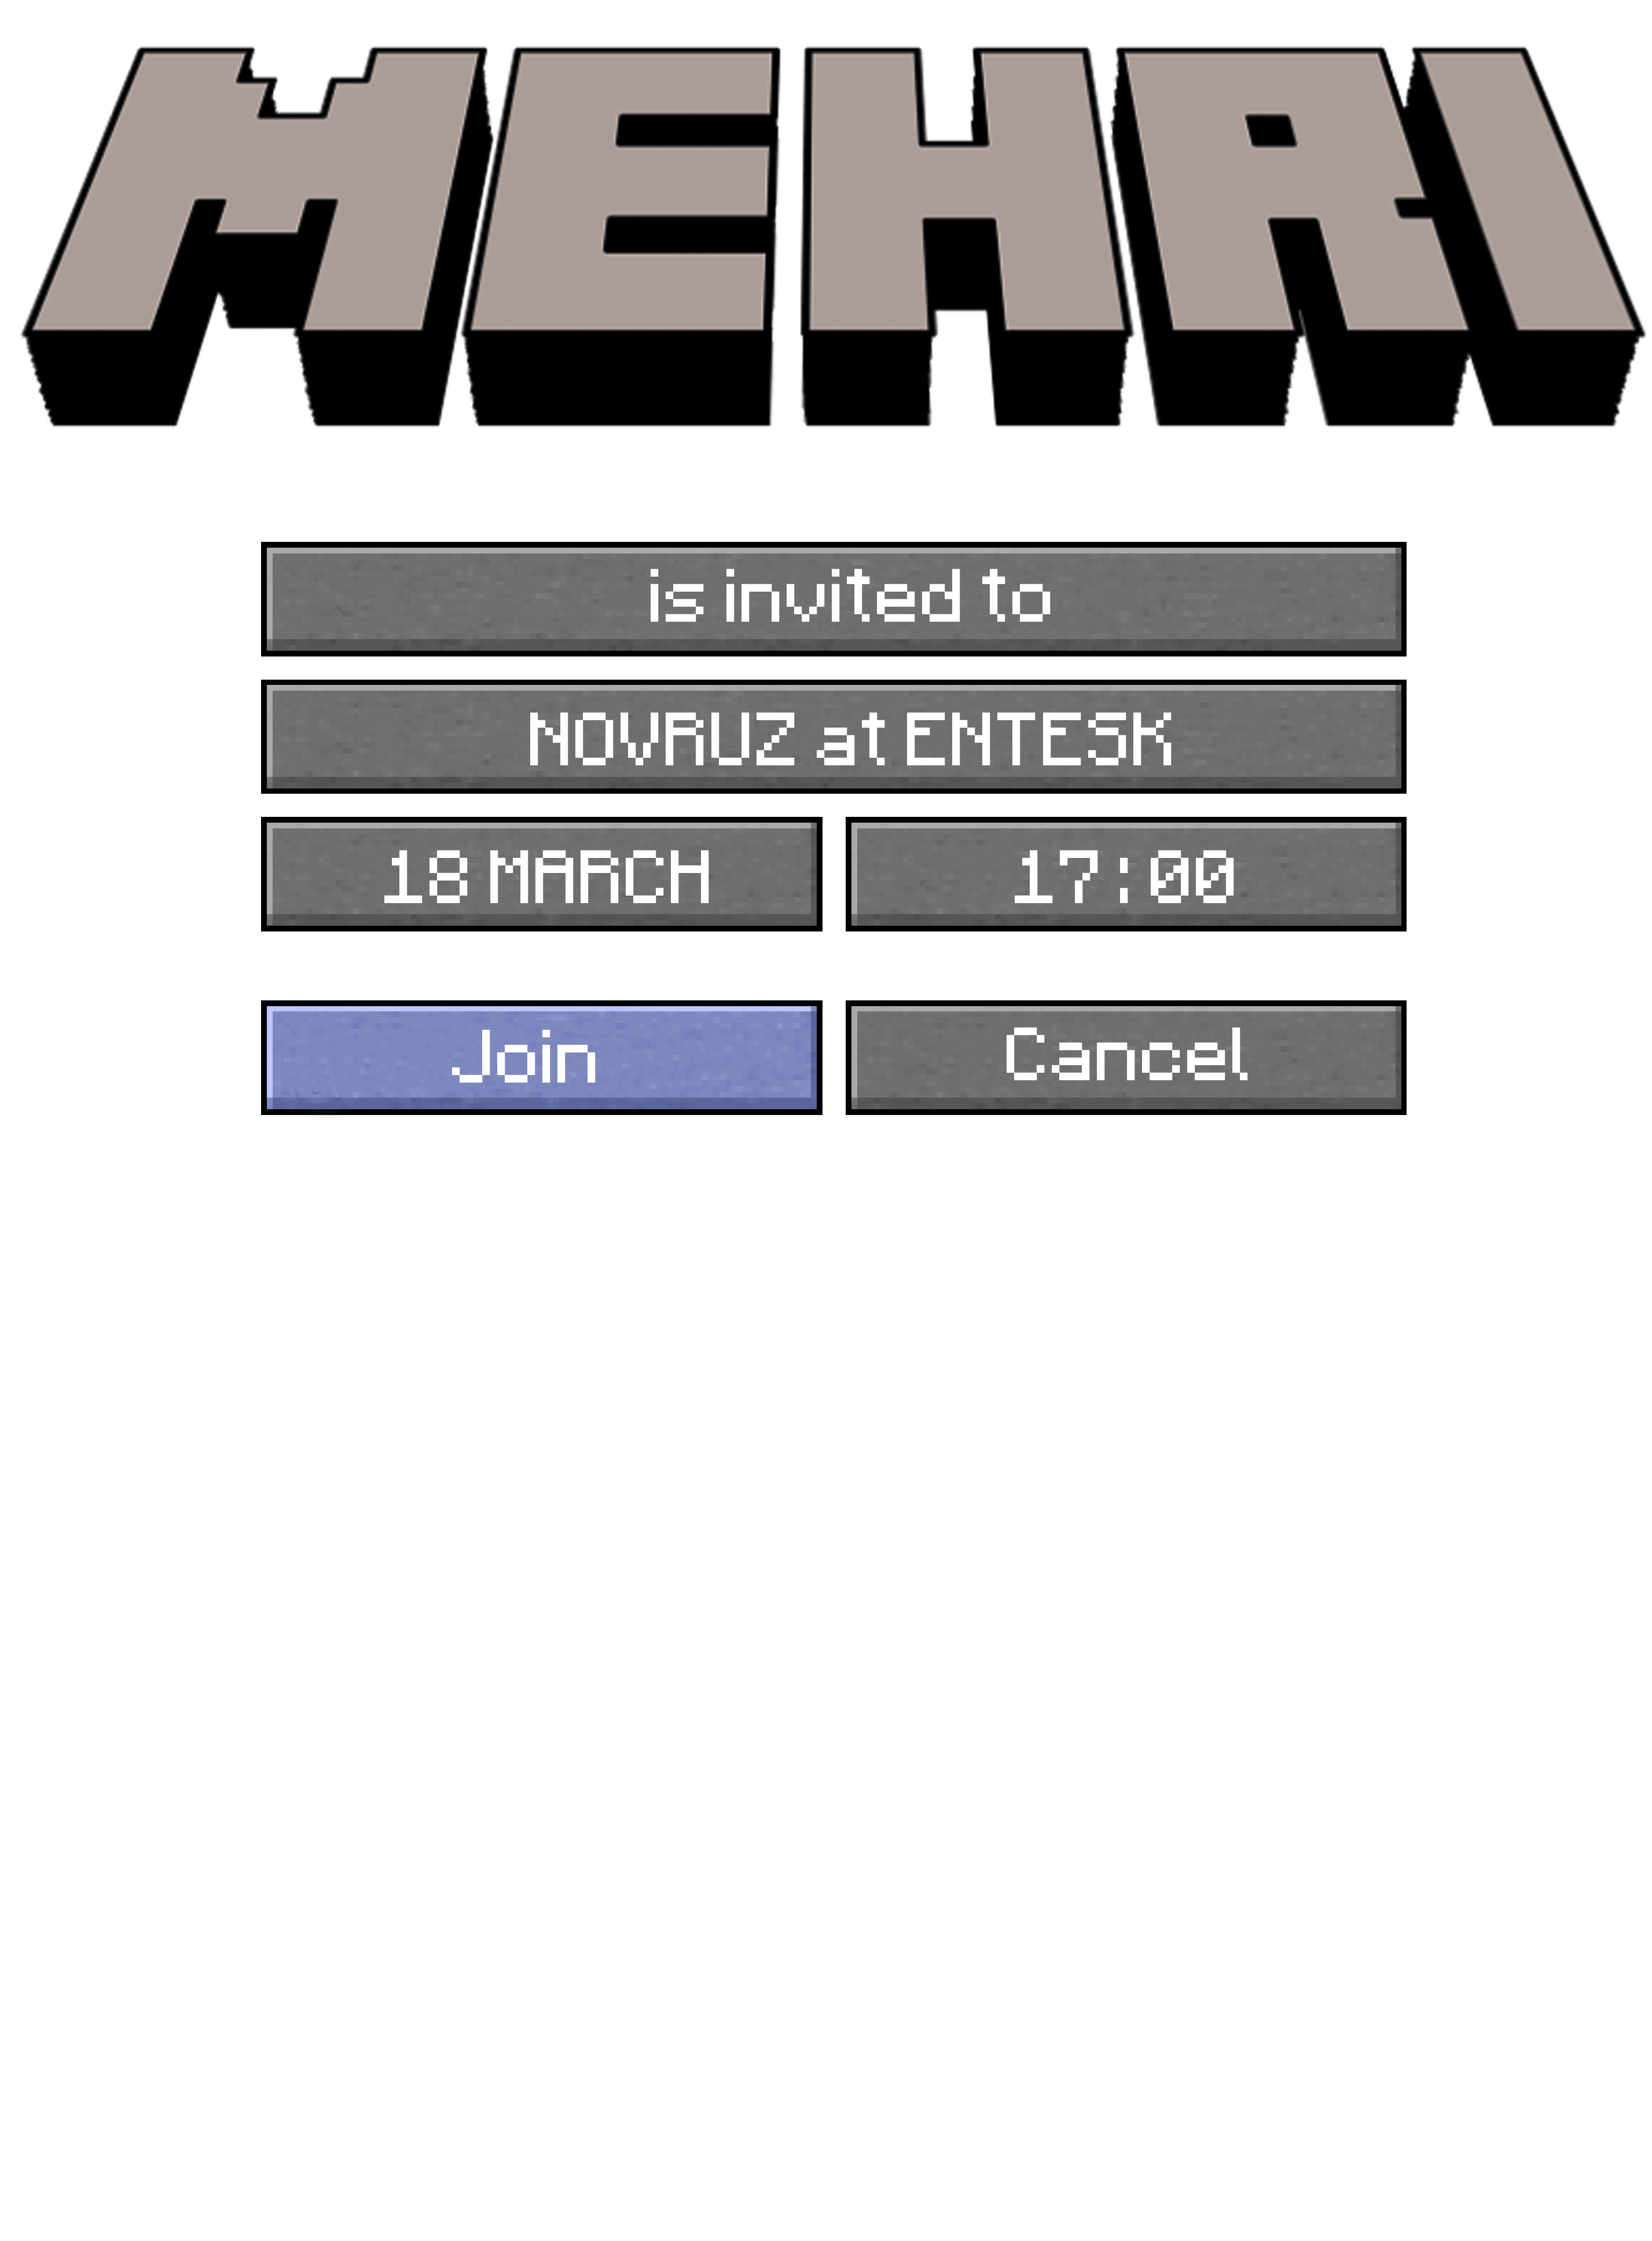 MEHRI
is invited to
NOVRUZ at ENTESK
18 MARCH
17:00
Join
Cancel